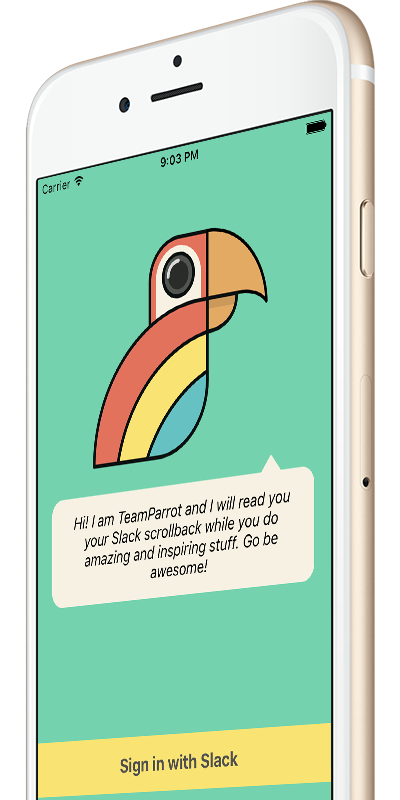 Carrier 9:03 PM
Hi! I am TeamParrot and I will read you
your Slack scrollback while you do
amazing and inspiring stuff. Go be
awesome!
Sign in with Slack